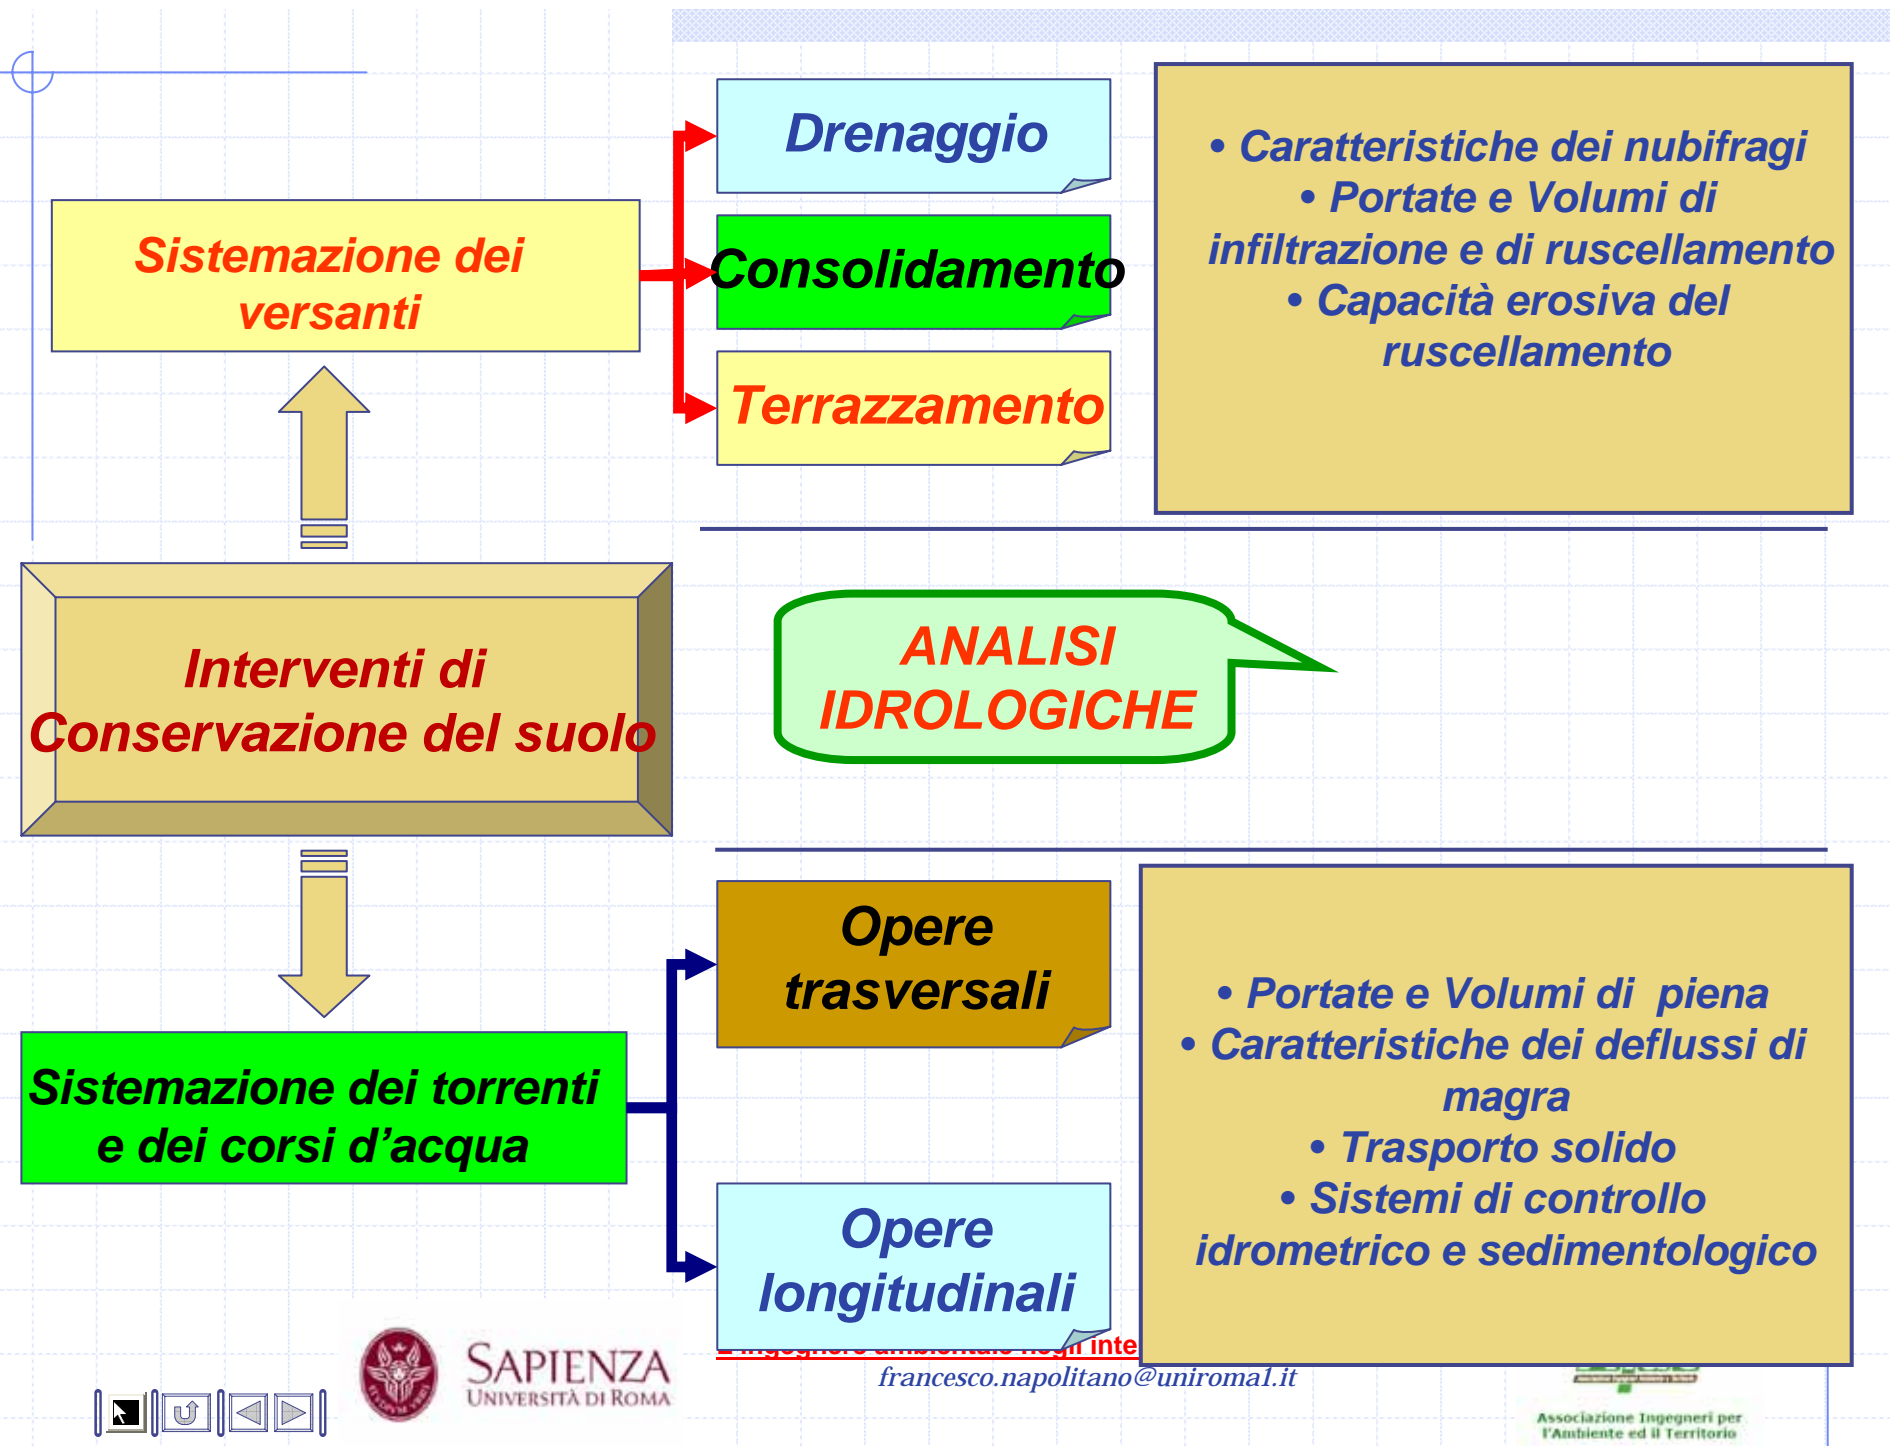 Drenaggio
Consolidamento
Terrazzamento
Sistemazione dei
versanti
• Caratteristiche dei nubifragi
• Portate e Volumi di
infiltrazione e di ruscellamento
• Capacità erosiva del
ruscellamento
Interventi di
Conservazione del suolo
ANALISI
IDROLOGICHE
Sistemazione dei torrenti
e dei corsi d’acqua
Opere
trasversali
Opere
longitudinali
• Portate e Volumi di  piena
• Caratteristiche dei deflussi di
magra
• Trasporto solido
• Sistemi di controllo
idrometrico e sedimentologico
SAPIENZA
UNIVERSITÀ DI ROMA
francesco.napolitano@uniroma1.it
Associazione Ingegneri per
l'Ambiente ed il Territorio